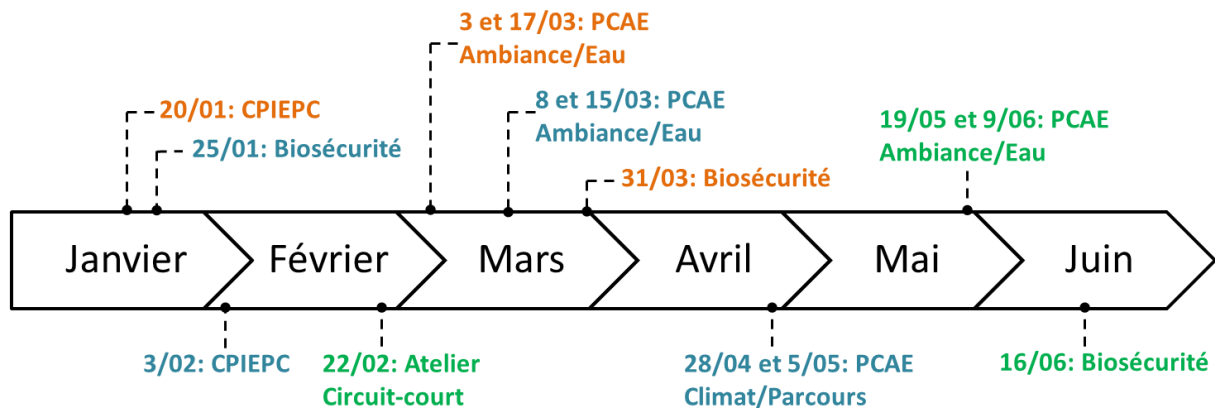 3 et 17/03: PCAE
Ambiance/Eau
20/01: CPIEPC
25/01: Biosécurité
8 et 15/03: PCAE
Ambiance/Eau
31/03: Biosécurité
19/05 et 9/06: PCAE
Ambiance/Eau
Janvier
Février
Mars
Avril
Mai
Juin
3/02: CPIEPC
22/02: Atelier
Circuit-court
28/04 et 5/05: PCAE
Climat/Parcours
16/06: Biosécurité